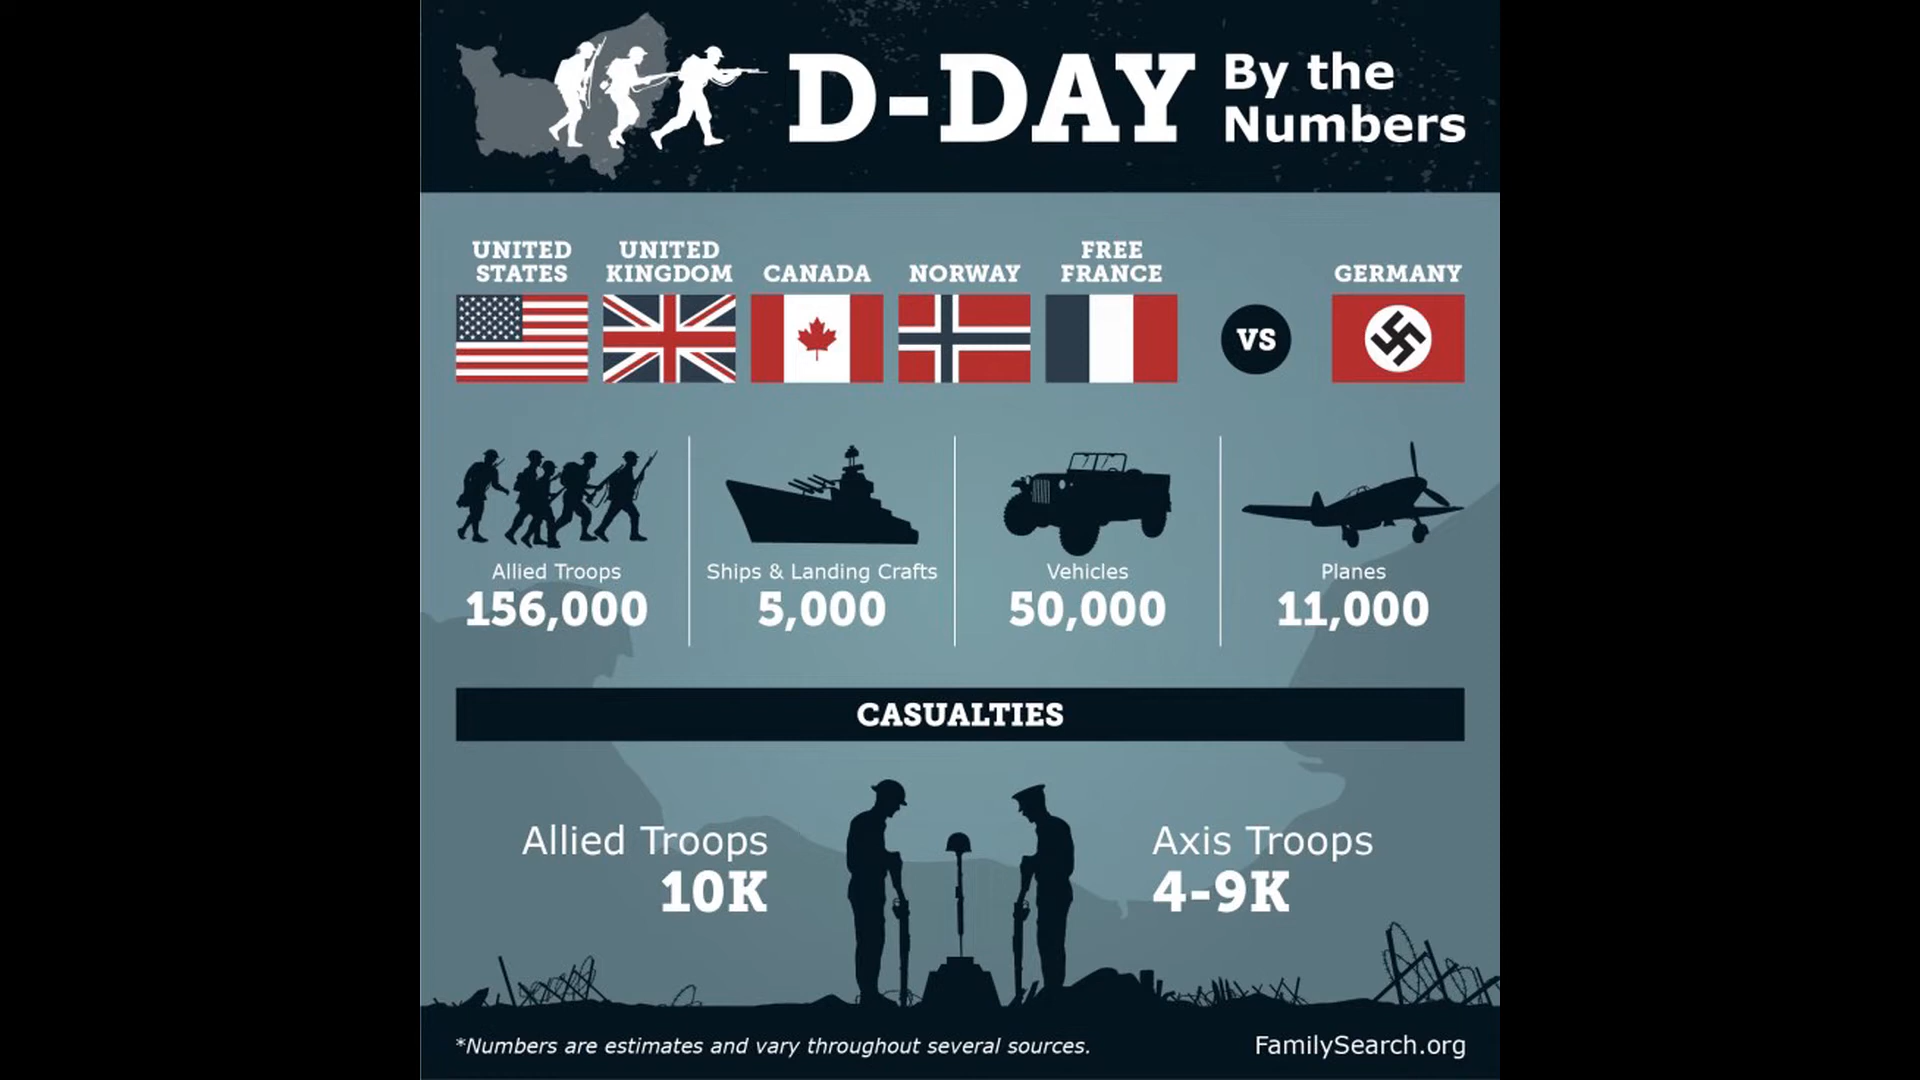 D-DAY
By the
Numbers
UNITED
STATES
UNITED
KINGDOM
CANADA
NORWAY
FREE
FRANCE
VS
GERMANY
Allied Troops
156,000
Ships & Landing Crafts
5,000
Vehicles
50,000
Planes
11,000
CASUALTIES
Allied Troops
10K
Axis Troops
4-9K
*Numbers are estimates and vary throughout several sources.
FamilySearch.org